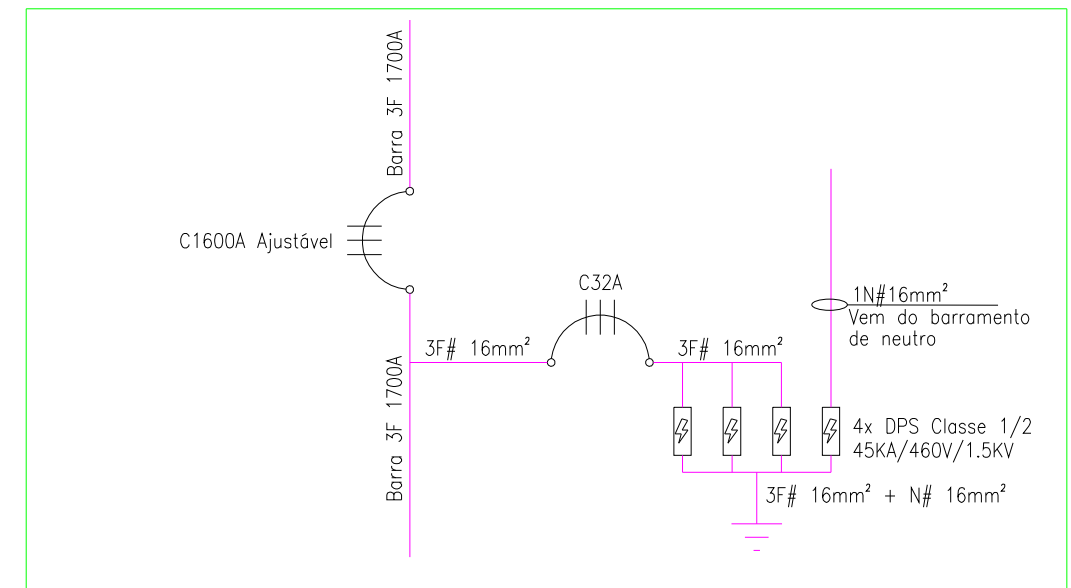 Barra 3F 1700A
C1600A Ajustável
C32A
1N#16mm²
Vem do barramento
de neutro
3F# 16mm²
3F# 16mm²
Barra 3F 1700A
4x DPS Classe 1/2
45KA/460V/1.5KV
3F# 16mm² + N# 16mm²